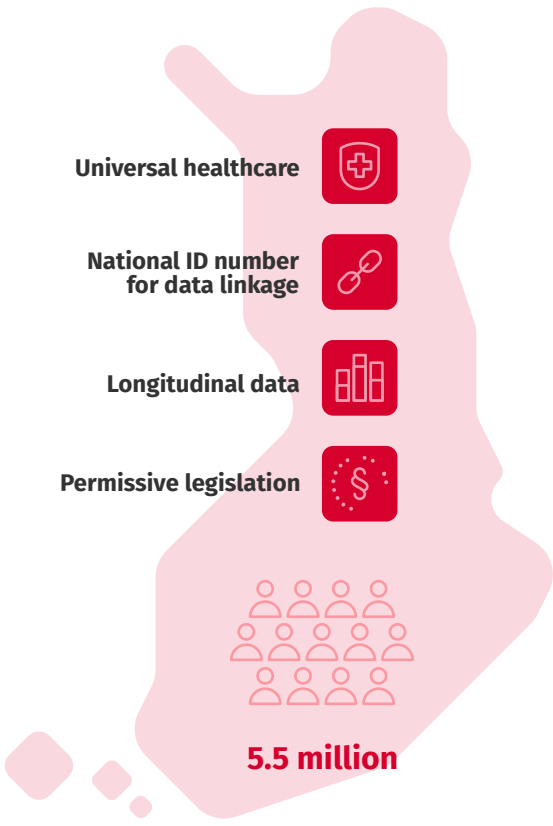 Universal healthcare
National ID number
for data linkage
Longitudinal data
Permissive legislation
§
5.5 million